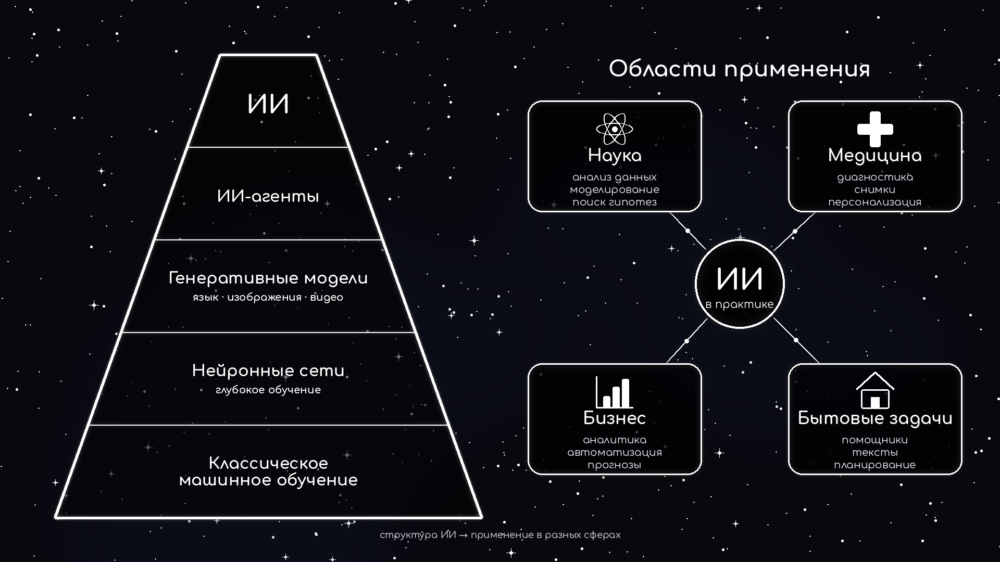 ИИ
ИИ-агенты
Генеративные модели
язык · изображения · видео
Нейронные сети
глубокое обучение
Классическое
машинное обучение
Области применения
Наука
анализ данных
моделирование
поиск гипотез
Медицина
диагностика
снимки
персонализация
ИИ
в практике
Бизнес
аналитика
автоматизация
прогнозы
Бытовые задачи
помощники
тексты
планирование
структура ИИ → применение в разных сферах